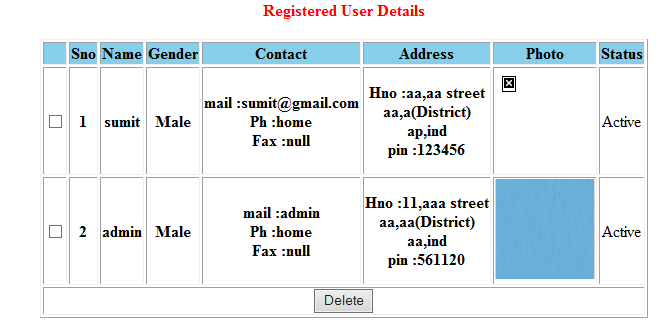 Registered User Details
Sno Name Gender Contact Address Photo Status
1 sumit Male mail :sumit@gmail.com
Ph :home
Fax :null
Hno :aa,aa street
aa,a(District)
ap,ind
pin :123456
Active
2 admin Male mail :admin
Ph :home
Fax :null
Hno :11,aaa street
aa,aa(District)
aa,ind
pin :561120
Active
Delete